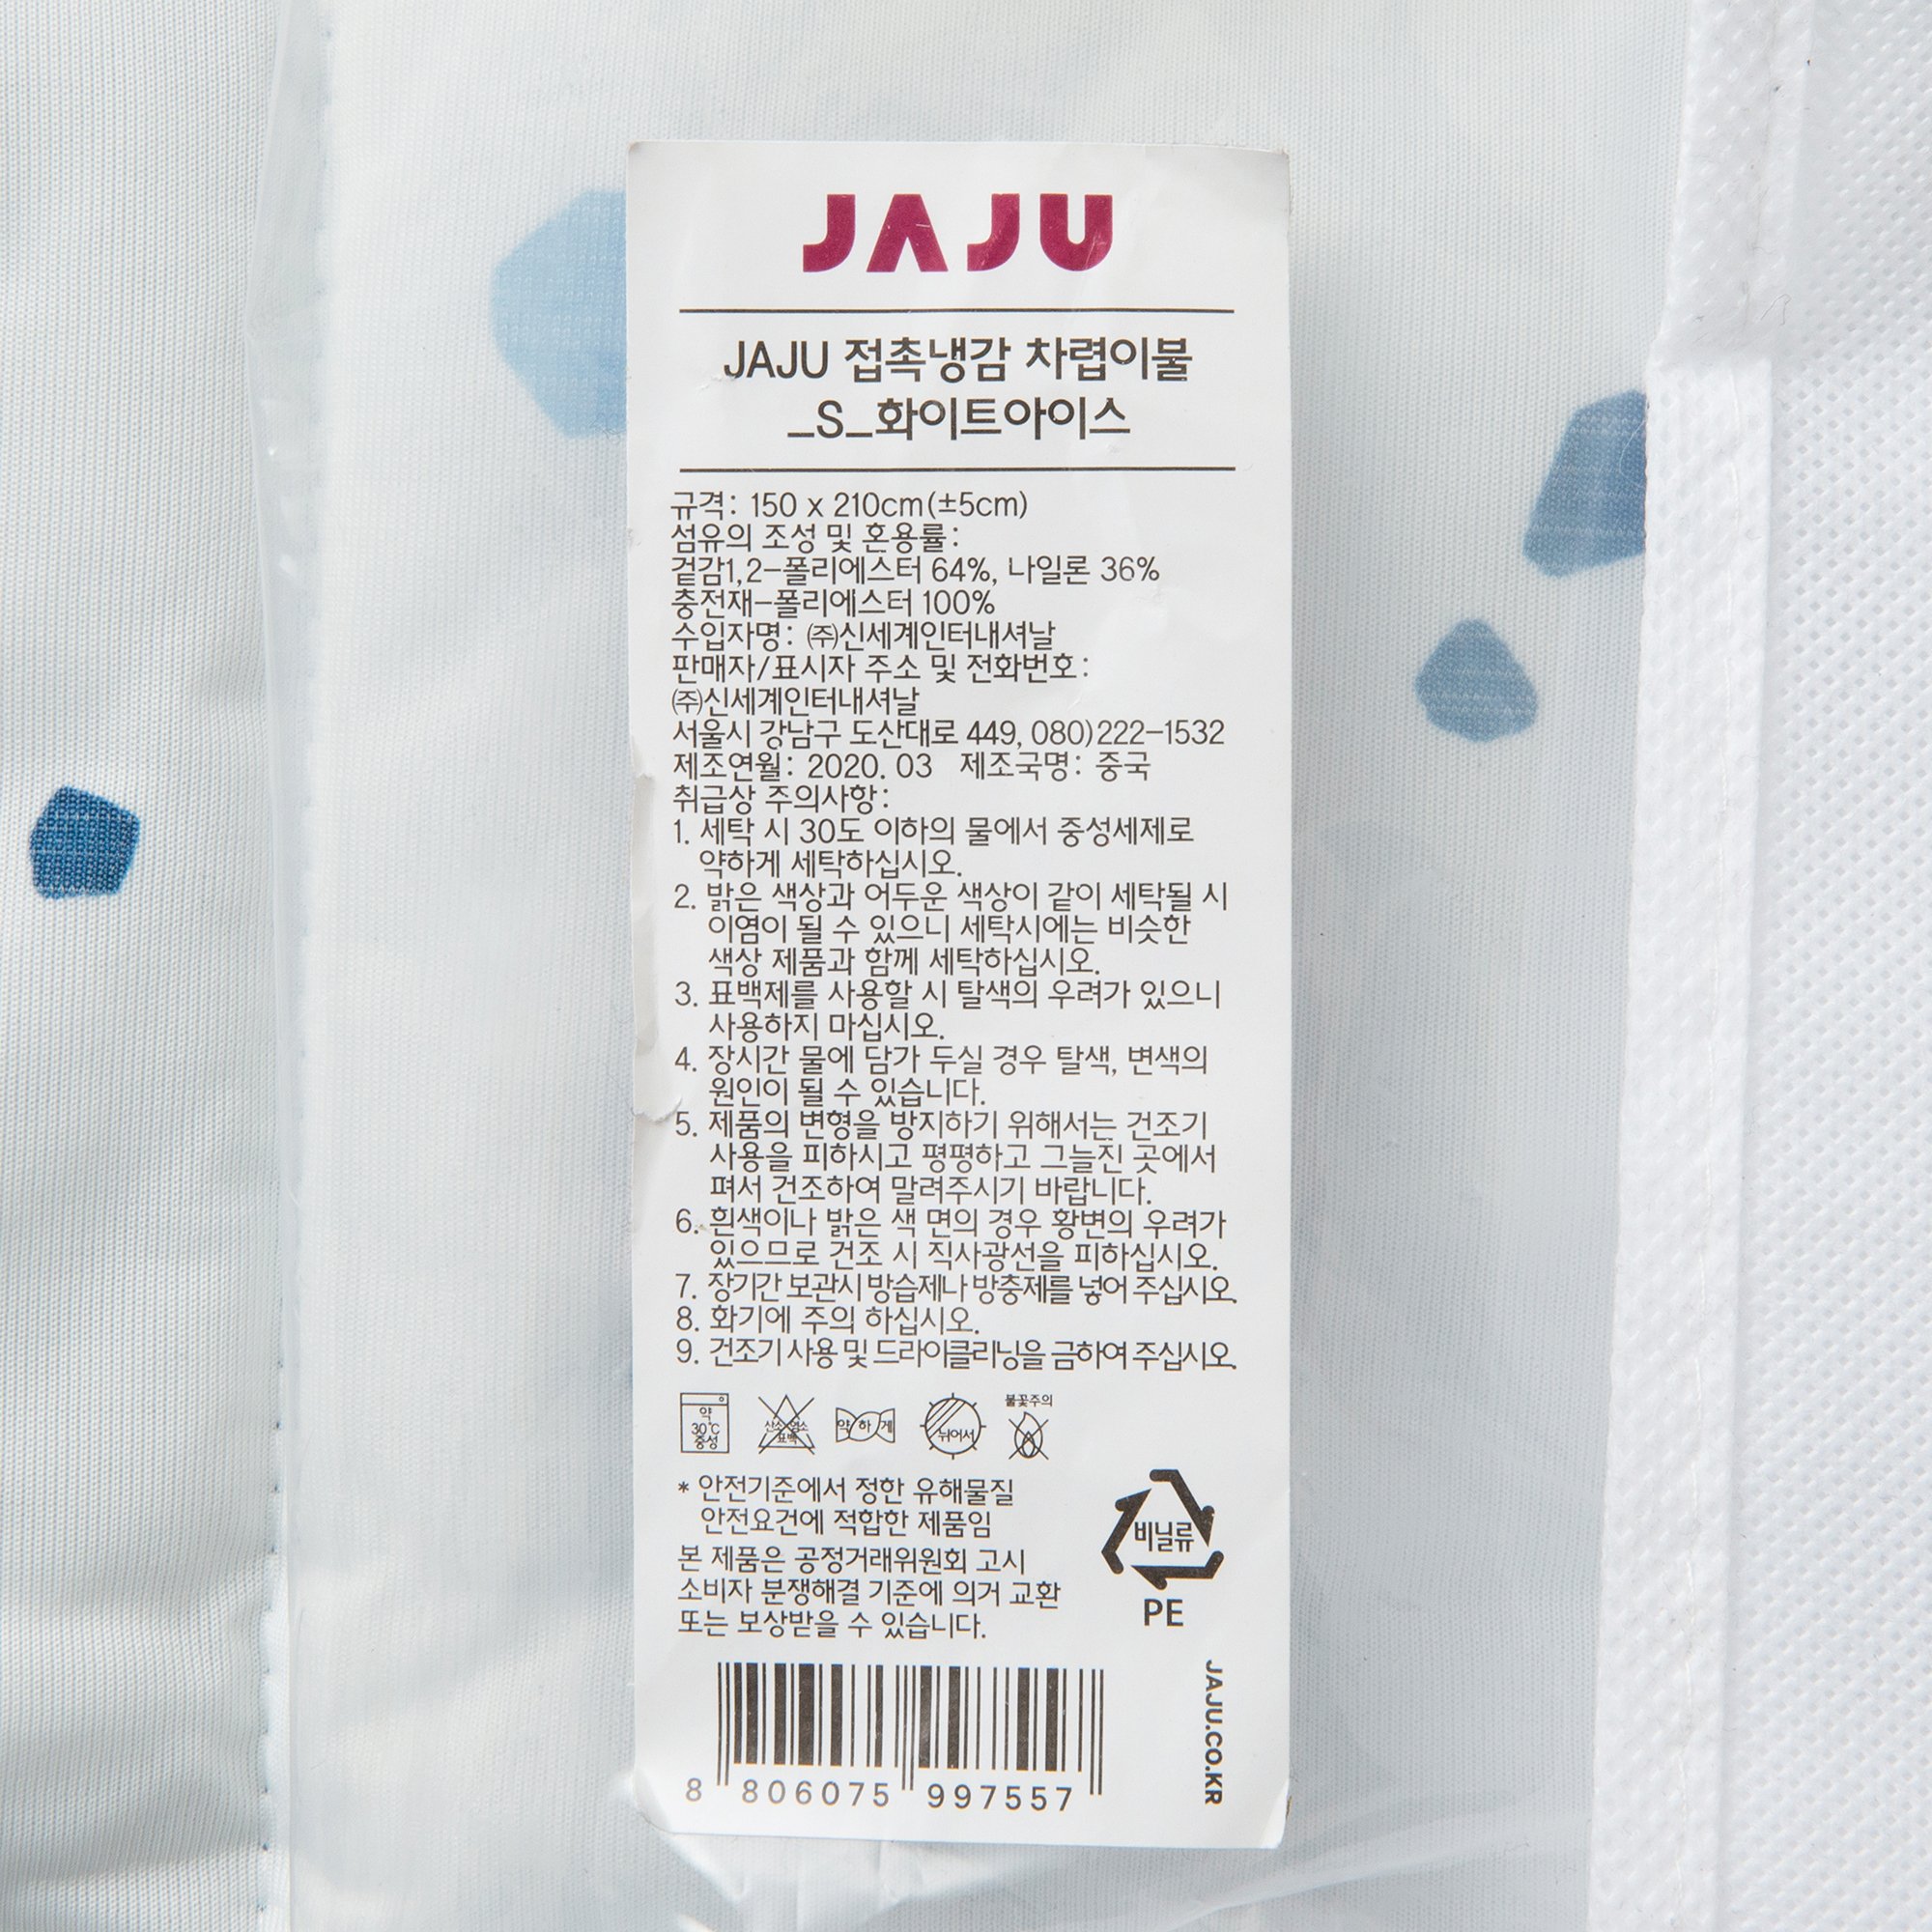 JAJU
JAJU 접촉냉감 차렵이불
_S_화이트아이스
규격: 150 x 210cm(±5cm)
섬유의 조성 및 혼용률:
겉감1,2-폴리에스터 64%, 나일론 36%
충전재-폴리에스터 100%
수입자명: ㈜신세계인터내셔날
판매자/표시자 주소 및 전화번호:
㈜신세계인터내셔날
서울시 강남구 도산대로 449, 080)222-1532
제조연월: 2020. 03 제조국명: 중국
취급상 주의사항:
1. 세탁 시 30도 이하의 물에서 중성세제로
약하게 세탁하십시오.
2. 밝은 색상과 어두운 색상이 같이 세탁될 시
이염이 될 수 있으니 세탁시에는 비슷한
색상 제품과 함께 세탁하십시오.
3. 표백제를 사용할 시 탈색의 우려가 있으니
사용하지 마십시오.
4. 장시간 물에 담가 두실 경우 탈색, 변색의
원인이 될 수 있습니다.
5. 제품의 변형을 방지하기 위해서는 건조기
사용을 피하시고 평평하고 그늘진 곳에서
펴서 건조하여 말려주시기 바랍니다.
6. 흰색이나 밝은 색 면의 경우 황변의 우려가
있으므로 건조 시 직사광선을 피하십시오.
7. 장기간 보관시 방습제나 방충제를 넣어 주십시오.
8. 화기에 주의 하십시오.
9. 건조기 사용 및 드라이클리닝을 금하여 주십시오.
약
30℃
중성
산소 염소
표백
약하게
뉘어서
불꽃주의
* 안전기준에서 정한 유해물질
안전요건에 적합한 제품임
본 제품은 공정거래위원회 고시
소비자 분쟁해결 기준에 의거 교환
또는 보상받을 수 있습니다.
비닐류
PE
JAJU.CO.KR
8 806075 997557